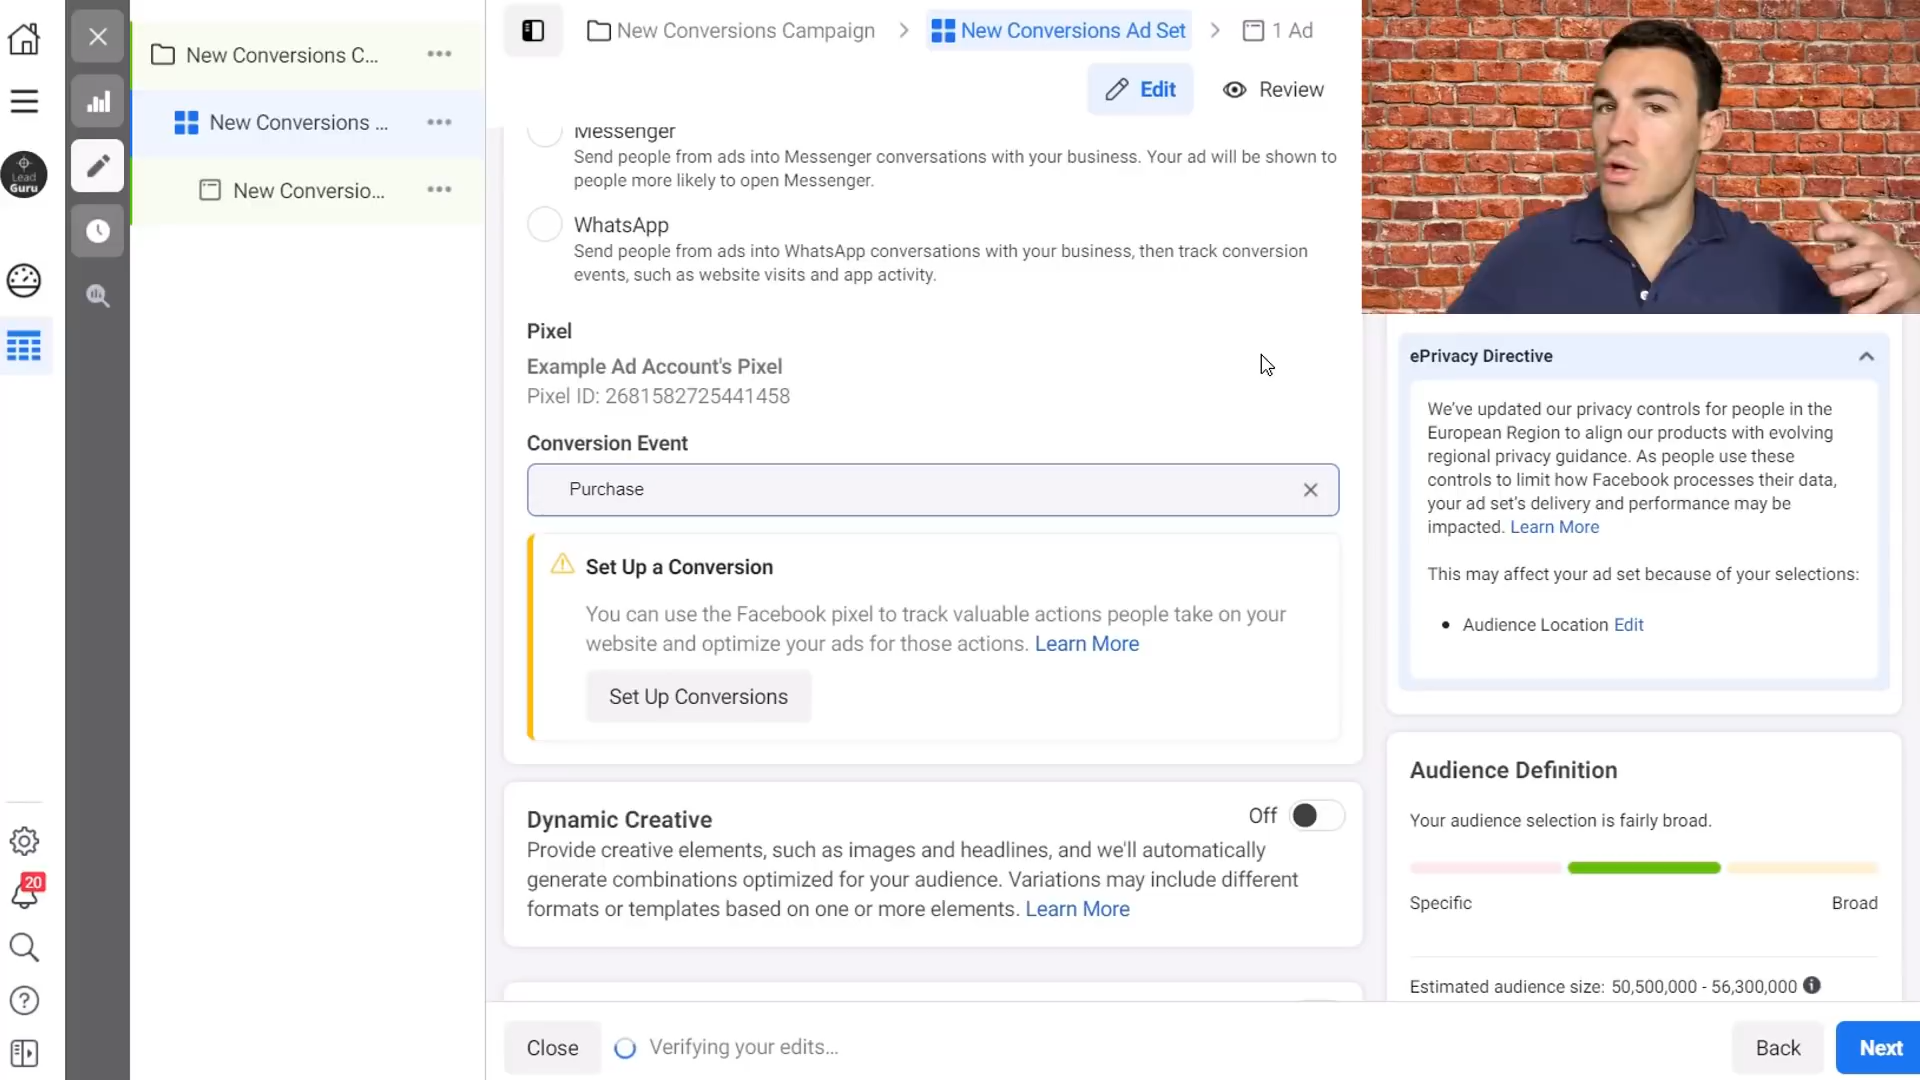 New Conversions Campaign
New Conversions Ad Set
1 Ad
Edit
Review
New Conversions C...
New Conversions ...
New Conversio...
Lead
Guru
20
Messenger
Send people from ads into Messenger conversations with your business. Your ad will be shown to
people more likely to open Messenger.
WhatsApp
Send people from ads into WhatsApp conversations with your business, then track conversion
events, such as website visits and app activity.
Pixel
Example Ad Account's Pixel
Pixel ID: 2681582725441458
Conversion Event
Purchase
Set Up a Conversion
You can use the Facebook pixel to track valuable actions people take on your
website and optimize your ads for those actions. Learn More
Set Up Conversions
Dynamic Creative
Off
Provide creative elements, such as images and headlines, and we'll automatically
generate combinations optimized for your audience. Variations may include different
formats or templates based on one or more elements. Learn More
ePrivacy Directive
We've updated our privacy controls for people in the
European Region to align our products with evolving
regional privacy guidance. As people use these
controls to limit how Facebook processes their data,
your ad set's delivery and performance may be
impacted. Learn More
This may affect your ad set because of your selections:
Audience Location Edit
Audience Definition
Your audience selection is fairly broad.
Specific
Broad
Estimated audience size: 50,500,000 - 56,300,000
Close
Verifying your edits...
Back
Next